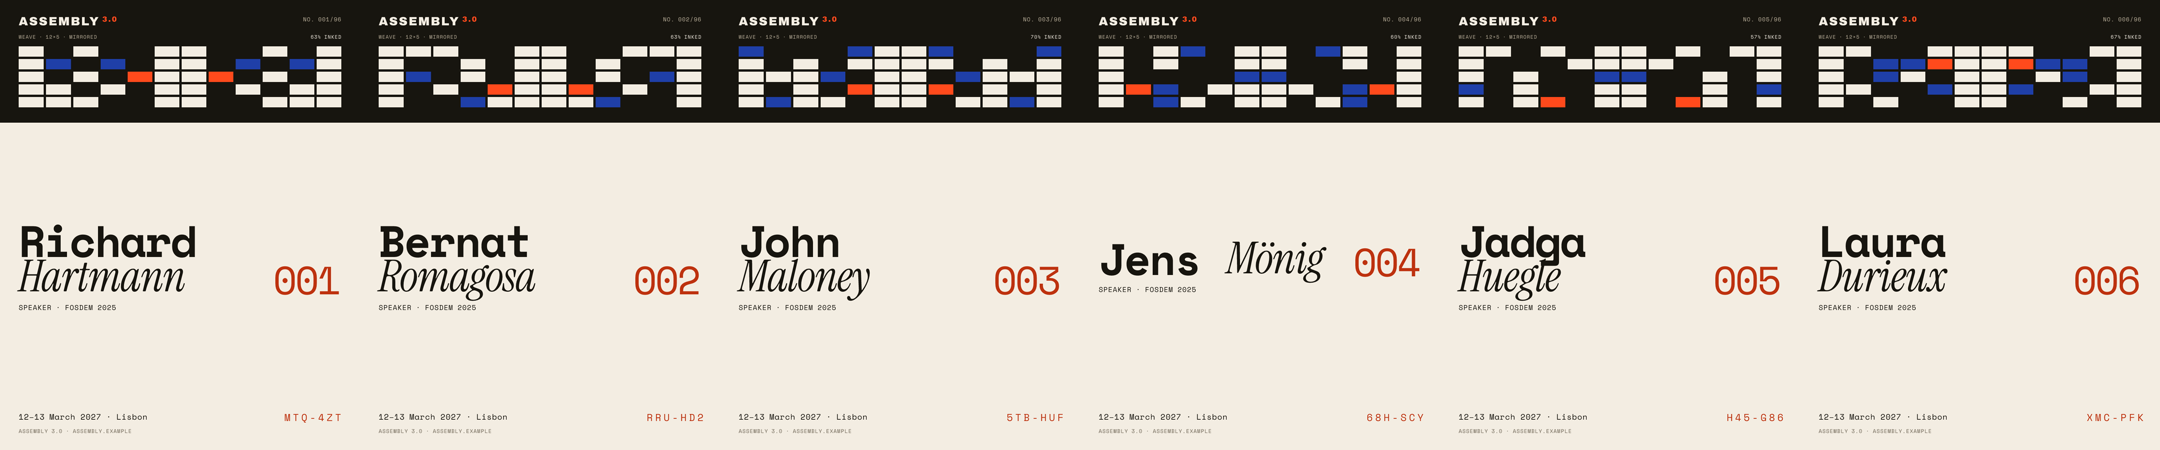 ASSEMBLY 3.0
NO. 001/96
WEAVE · 12×5 · MIRRORED
63% INKED
Richard
Hartmann
001
SPEAKER · FOSDEM 2025
12–13 March 2027 · Lisbon
MTQ-4ZT
ASSEMBLY 3.0 · ASSEMBLY.EXAMPLE
ASSEMBLY 3.0
NO. 002/96
WEAVE · 12×5 · MIRRORED
63% INKED
Bernat
Romagosa
002
SPEAKER · FOSDEM 2025
12–13 March 2027 · Lisbon
RRU-HD2
ASSEMBLY 3.0 · ASSEMBLY.EXAMPLE
ASSEMBLY 3.0
NO. 003/96
WEAVE · 12×5 · MIRRORED
70% INKED
John
Maloney
003
SPEAKER · FOSDEM 2025
12–13 March 2027 · Lisbon
5TB-HUF
ASSEMBLY 3.0 · ASSEMBLY.EXAMPLE
ASSEMBLY 3.0
NO. 004/96
WEAVE · 12×5 · MIRRORED
60% INKED
Jens Mönig
004
SPEAKER · FOSDEM 2025
12–13 March 2027 · Lisbon
68H-SCY
ASSEMBLY 3.0 · ASSEMBLY.EXAMPLE
ASSEMBLY 3.0
NO. 005/96
WEAVE · 12×5 · MIRRORED
57% INKED
Jadga
Huegle
005
SPEAKER · FOSDEM 2025
12–13 March 2027 · Lisbon
H45-G86
ASSEMBLY 3.0 · ASSEMBLY.EXAMPLE
ASSEMBLY 3.0
NO. 006/96
WEAVE · 12×5 · MIRRORED
67% INKED
Laura
Durieux
006
SPEAKER · FOSDEM 2025
12–13 March 2027 · Lisbon
XMC-PFK
ASSEMBLY 3.0 · ASSEMBLY.EXAMPLE